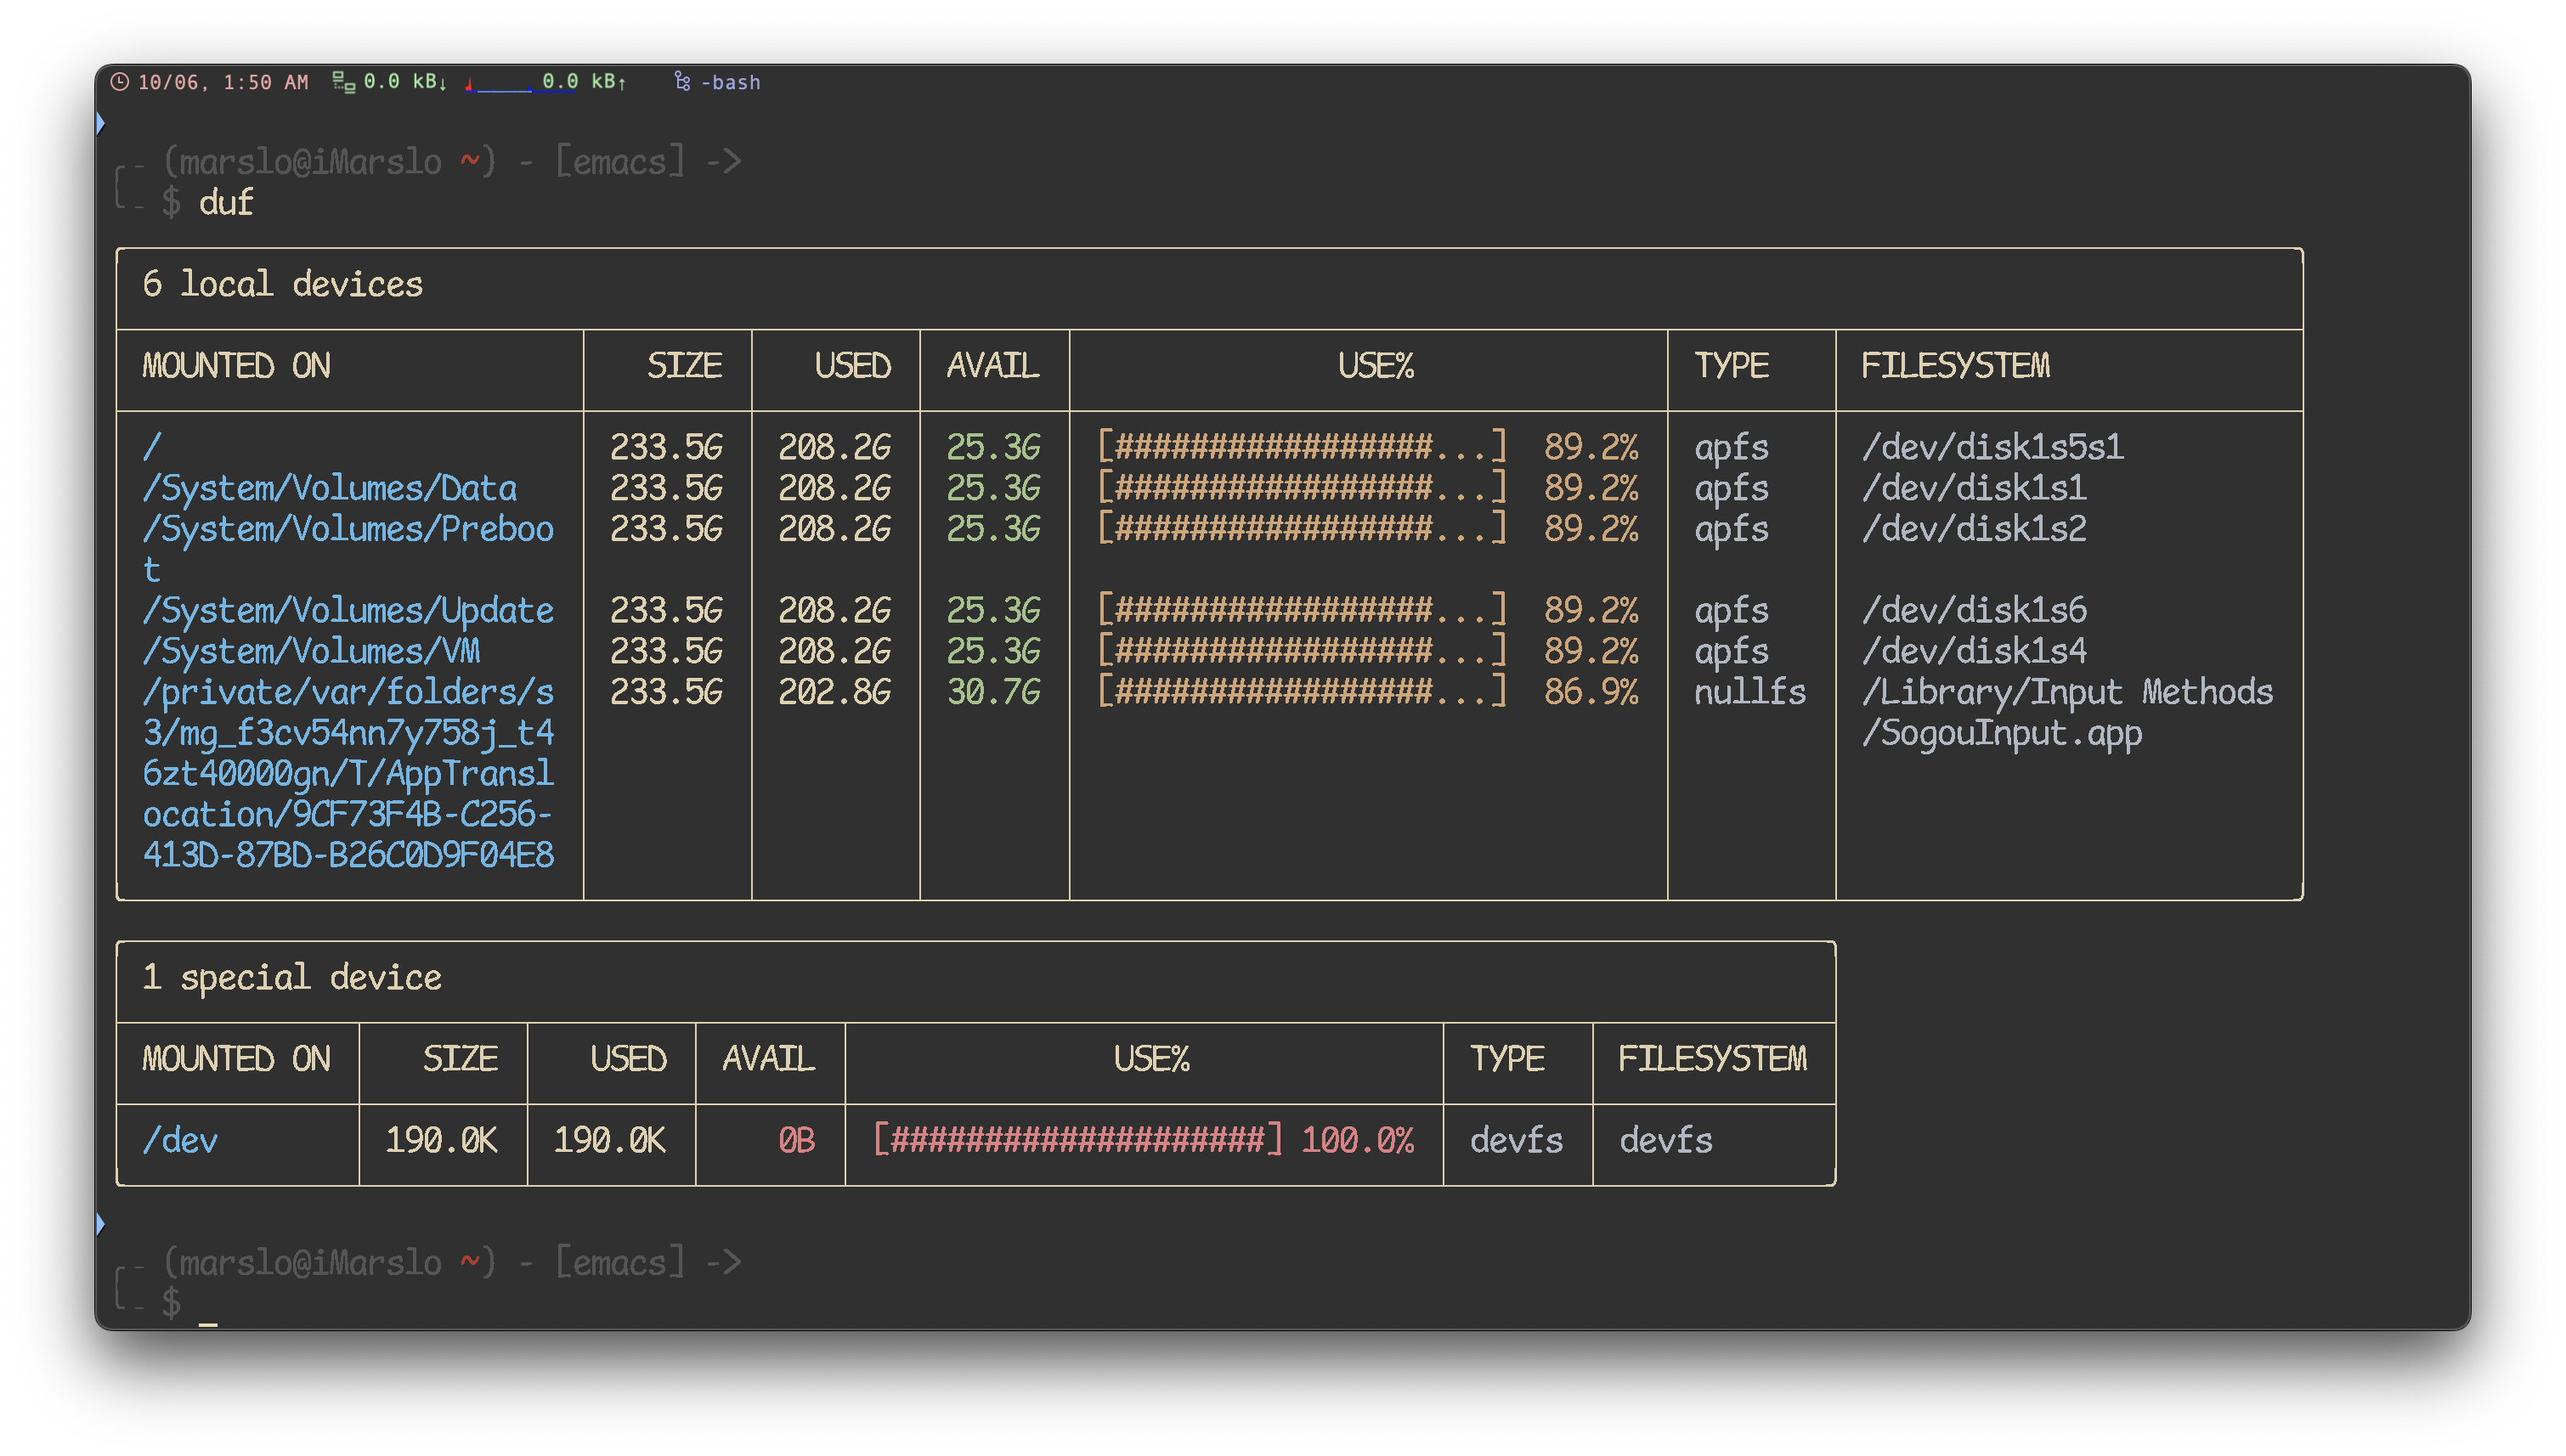 10/06, 1:50 AM 0.0 kB↓ 0.0 kB↑ -bash
(marslo@iMarslo ~) - [emacs] ->
$ duf
6 local devices
MOUNTED ON SIZE USED AVAIL USE% TYPE FILESYSTEM
/ 233.5G 208.2G 25.3G [#################...] 89.2% apfs /dev/disk1s5s1
/System/Volumes/Data 233.5G 208.2G 25.3G [#################...] 89.2% apfs /dev/disk1s1
/System/Volumes/Preboo 233.5G 208.2G 25.3G [#################...] 89.2% apfs /dev/disk1s2
t
/System/Volumes/Update 233.5G 208.2G 25.3G [#################...] 89.2% apfs /dev/disk1s6
/System/Volumes/VM 233.5G 208.2G 25.3G [#################...] 89.2% apfs /dev/disk1s4
/private/var/folders/s 233.5G 202.8G 30.7G [#################...] 86.9% nullfs /Library/Input Methods
3/mg_f3cv54nn7y758j_t4 /SogouInput.app
6zt40000gn/T/AppTransl
ocation/9CF73F4B-C256-
413D-87BD-B26C0D9F04E8
1 special device
MOUNTED ON SIZE USED AVAIL USE% TYPE FILESYSTEM
/dev 190.0K 190.0K 0B [####################] 100.0% devfs devfs
(marslo@iMarslo ~) - [emacs] ->
$ _